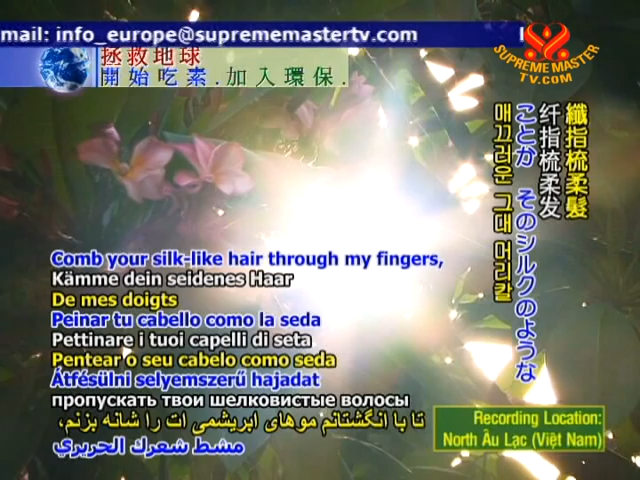 mail: info_europe@suprememastertv.com
SUPREME MASTER
TV.COM
拯救地球
開始吃素.加入環保.
纖指梳柔髮
纤指梳柔发
ことか そのシルクのような
매끄러운 그대 머리칼
Comb your silk-like hair through my fingers,
Kämme dein seidenes Haar
De mes doigts
Peinar tu cabello como la seda
Pettinare i tuoi capelli di seta
Pentear o seu cabelo como seda
Átfésülni selyemszerű hajadat
пропускать твои шелковистые волосы
تا با انگشتانم موهای ابریشمی ات را شانه بزنم،
مشط شعرك الحريري
Recording Location:
North Âu Lạc (Việt Nam)